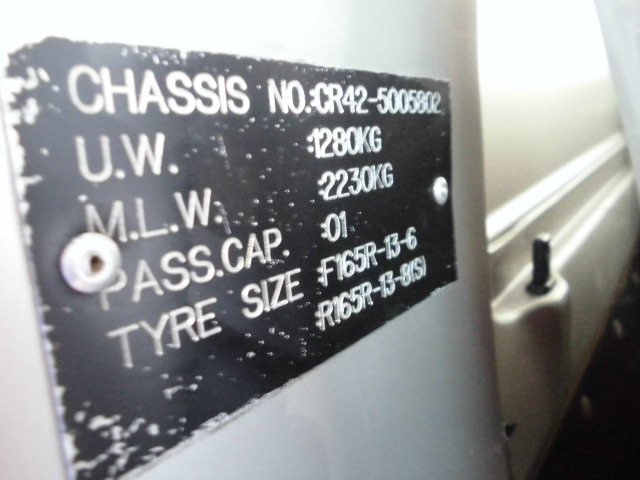 CHASSIS NO.:CR42-5005802
U.W. :1280KG
M.L.W. :2230KG
PASS.CAP. :01
TYRE SIZE :F165R-13-6
:R165R-13-8(S)